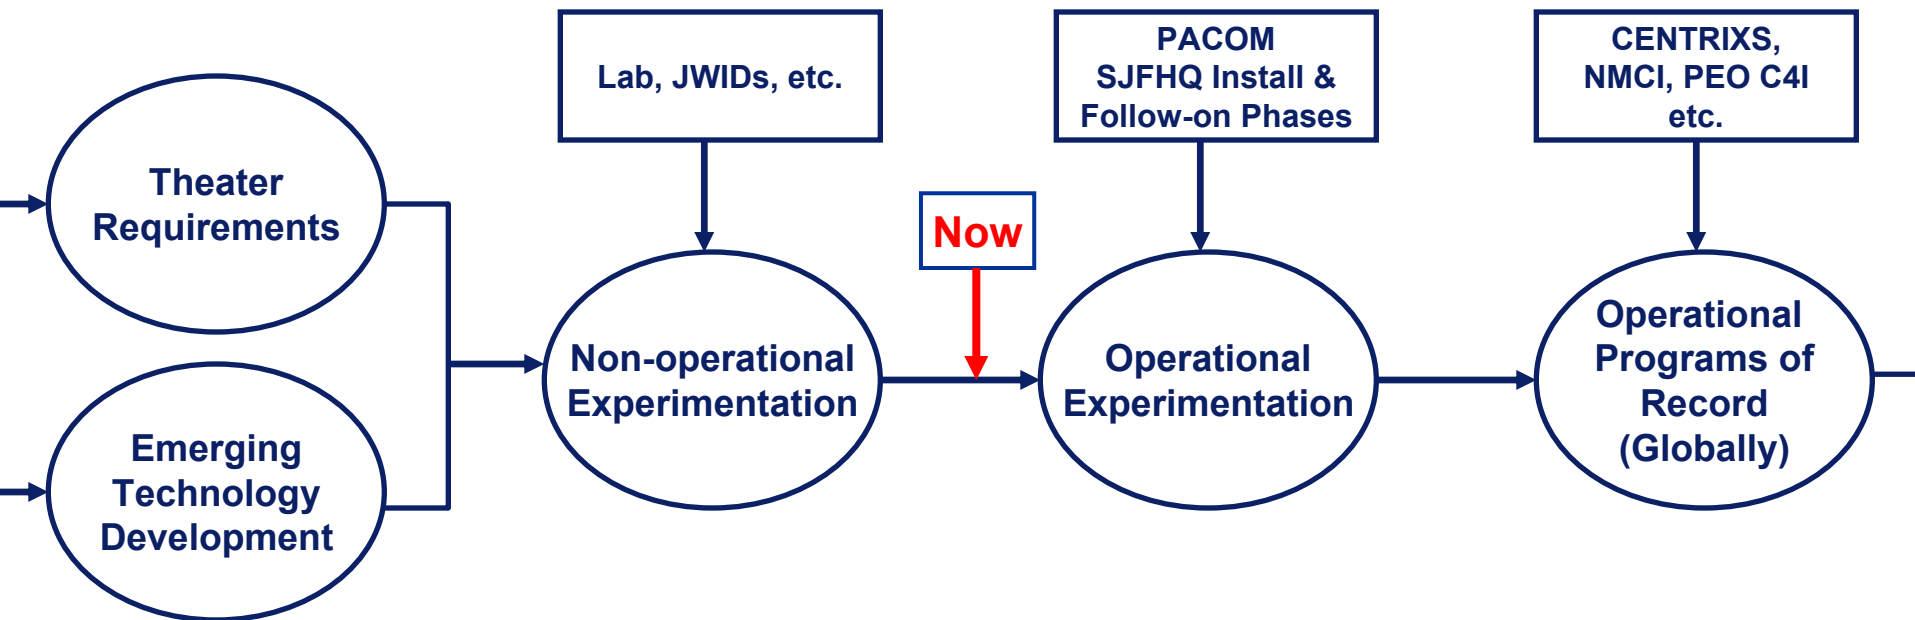 Lab, JWIDs, etc.
PACOM
SJFHQ Install &
Follow-on Phases
CENTRIXS,
NMCI, PEO C4I
etc.
Theater
Requirements
Now
Emerging
Technology
Development
Non-operational
Experimentation
Operational
Experimentation
Operational
Programs of
Record
(Globally)